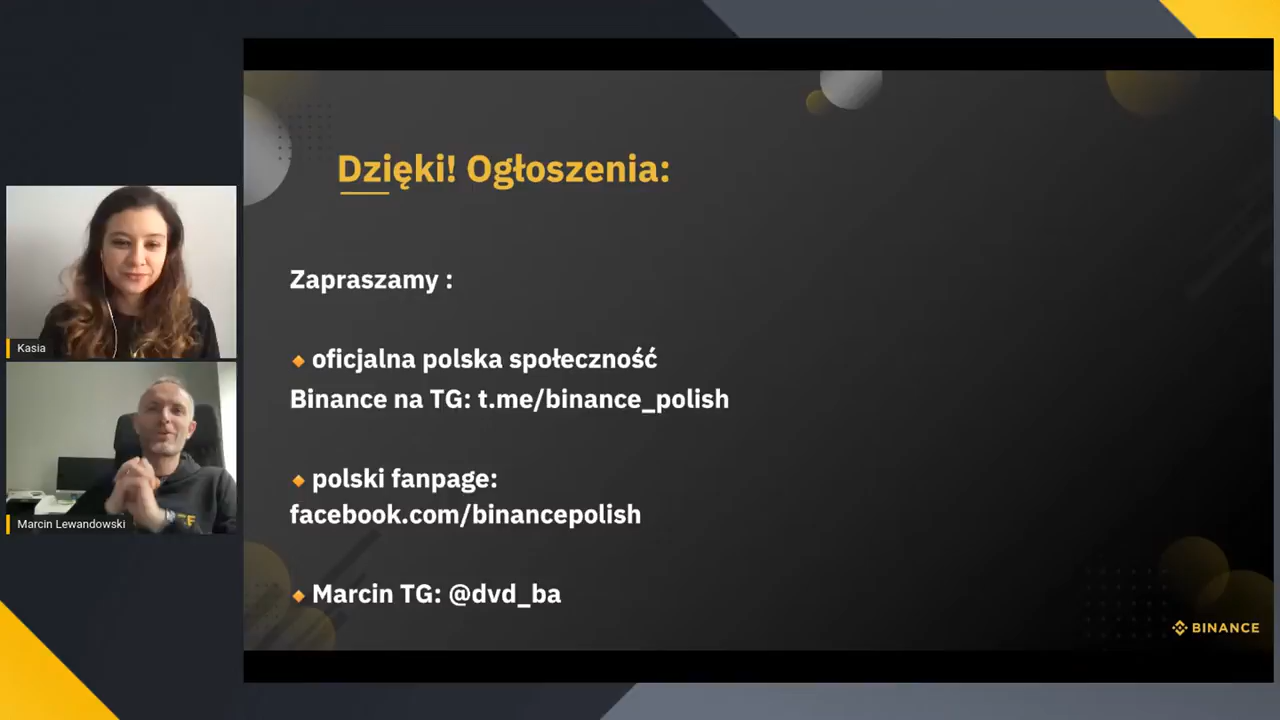 Dzięki! Ogłoszenia:
Zapraszamy :
🔸 oficjalna polska społeczność
Binance na TG: t.me/binance_polish
🔸 polski fanpage:
facebook.com/binancepolish
🔸 Marcin TG: @dvd_ba
BINANCE
Kasia
Marcin Lewandowski